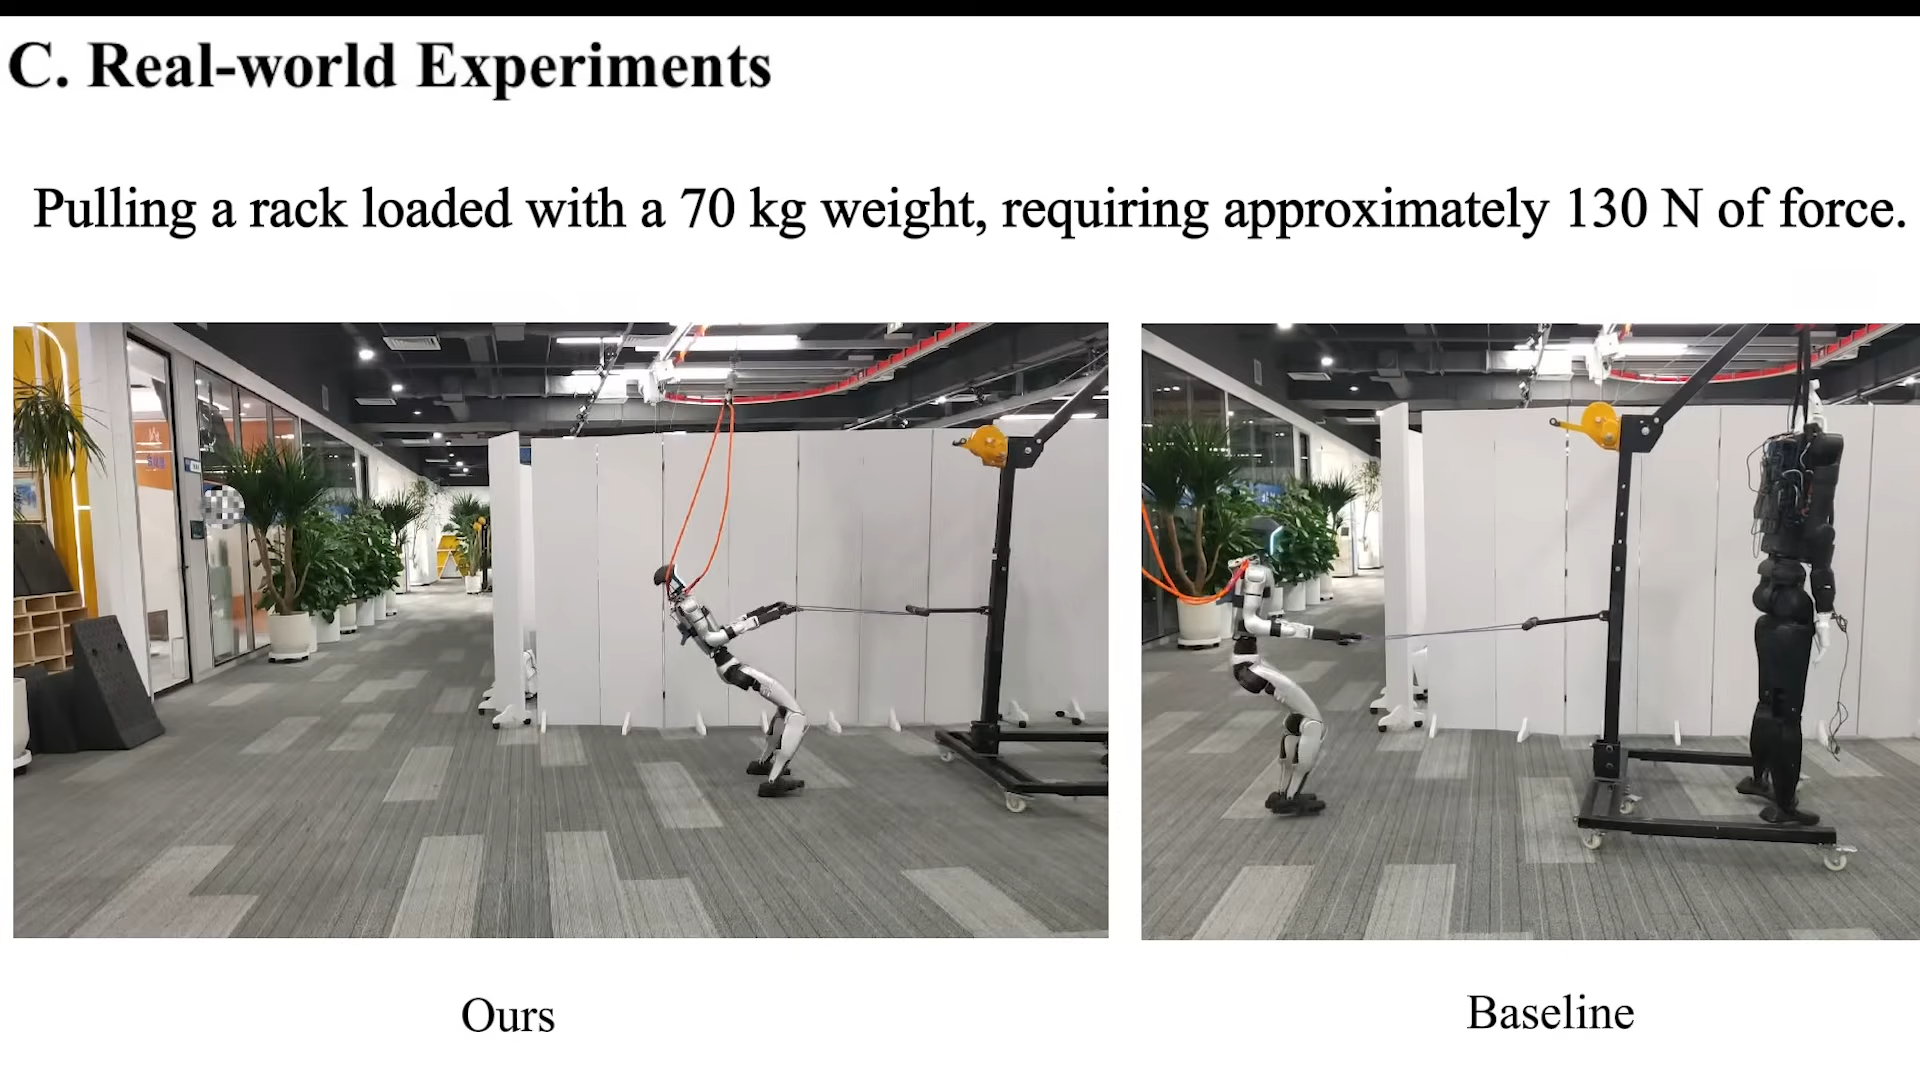 C. Real-world Experiments
Pulling a rack loaded with a 70 kg weight, requiring approximately 130 N of force.
Ours
Baseline